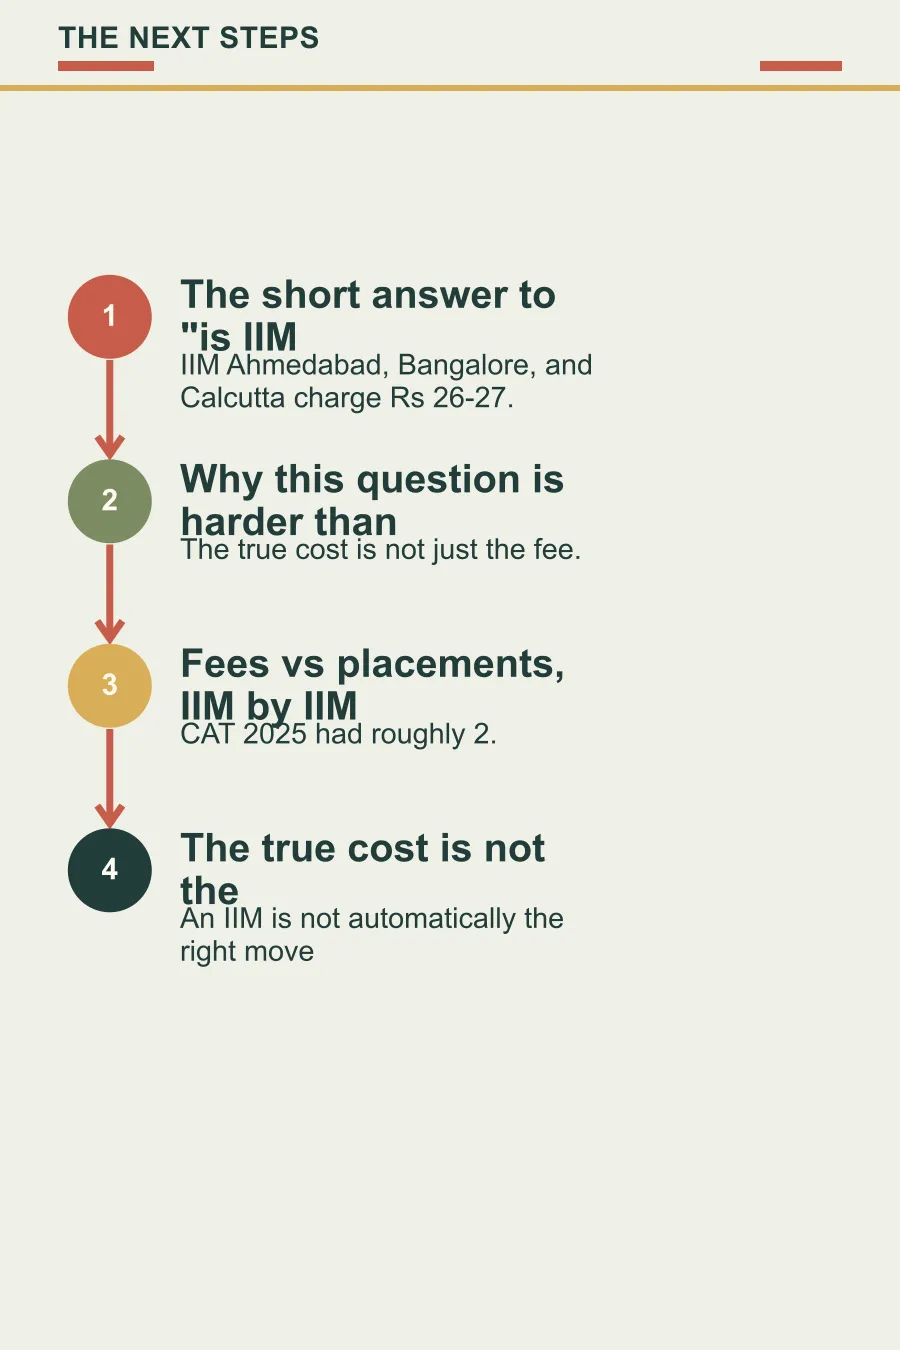 THE NEXT STEPS
1
The short answer to
"is IIM
IIM Ahmedabad, Bangalore, and
Calcutta charge Rs 26-27.
2
Why this question is
harder than
The true cost is not just the fee.
3
Fees vs placements,
IIM by IIM
CAT 2025 had roughly 2.
4
The true cost is not
the
An IIM is not automatically the
right move